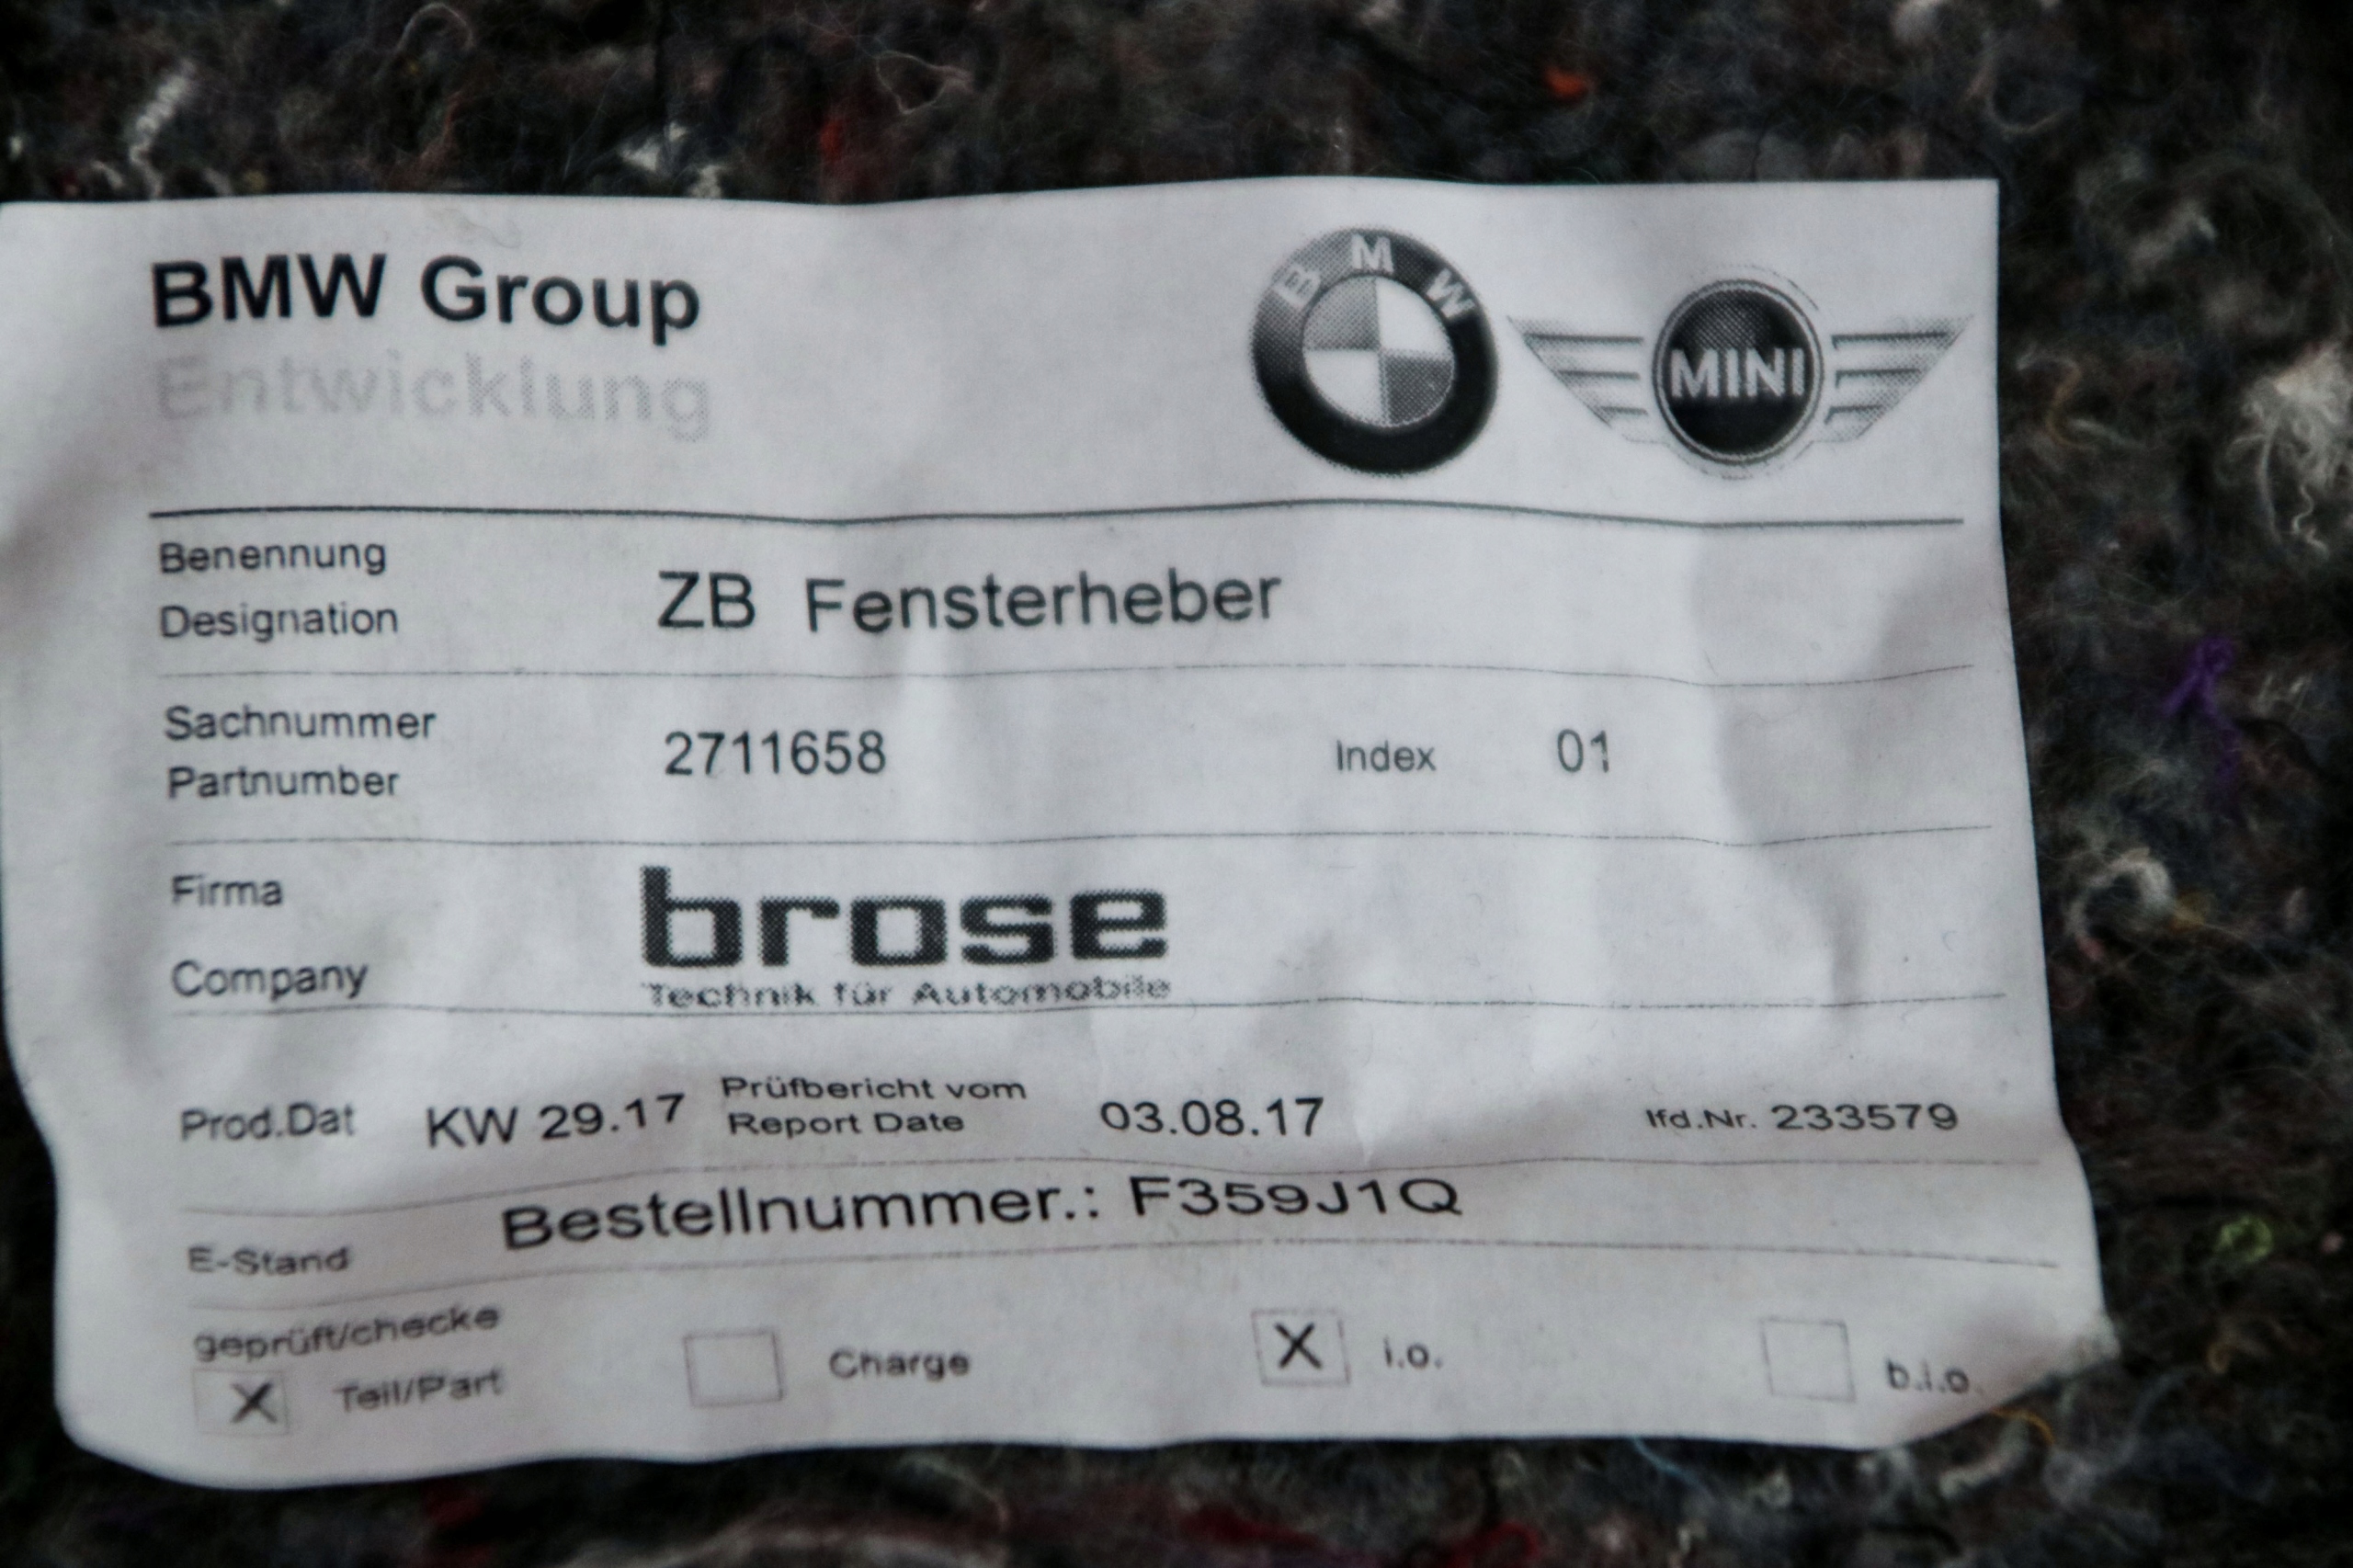 BMW Group
Entwicklung
BMW
MINI
Benennung
Designation
ZB Fensterheber
Sachnummer
Partnumber
2711658
Index 01
Firma
Company
brose
Technik für Automobile
Prod.Dat KW 29.17
Prüfbericht vom
Report Date
03.08.17
lfd.Nr. 233579
E-Stand
Bestellnummer.: F359J1Q
geprüft/checke
X Teil/Part Charge X i.o. b.i.o.